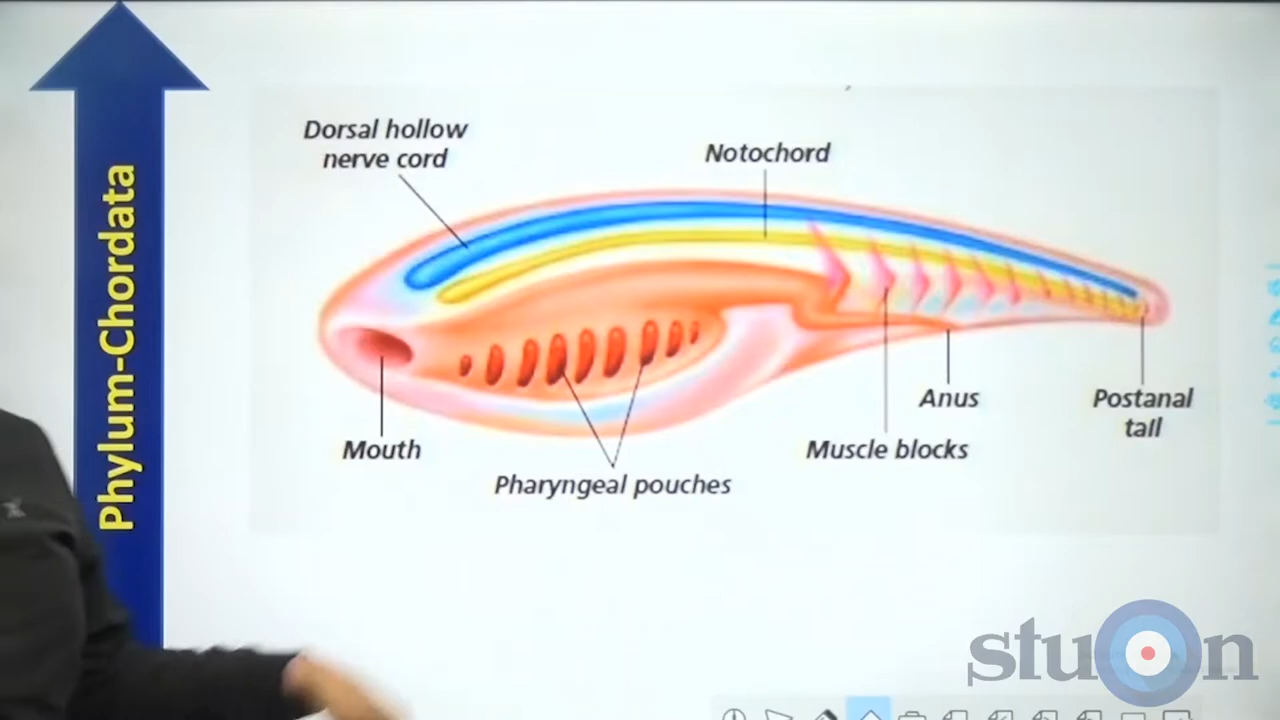 Phylum-Chordata
Dorsal hollow
nerve cord
Notochord
Mouth
Pharyngeal pouches
Muscle blocks
Anus
Postanal
tail
stuOn